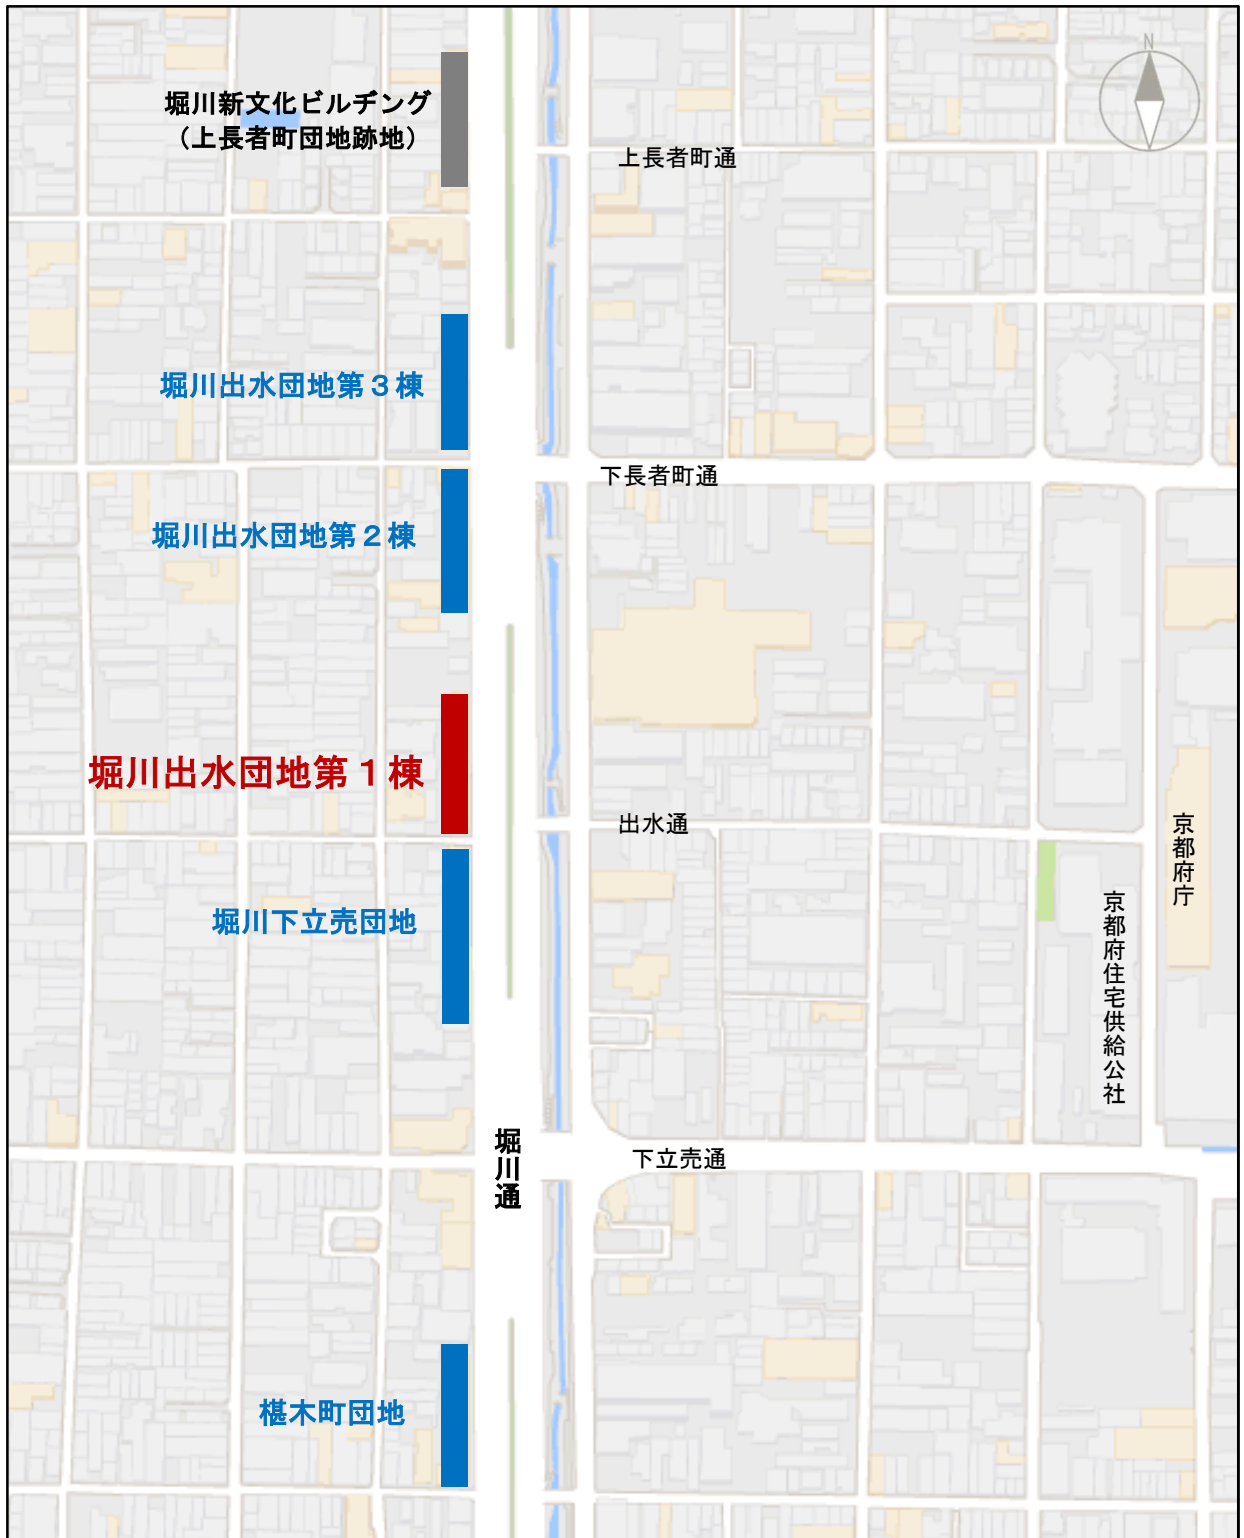 N
堀川新文化ビルヂング
（上長者町団地跡地）
上長者町通
堀川出水団地第３棟
下長者町通
堀川出水団地第２棟
堀川出水団地第１棟
出水通
京都府庁
京都府住宅供給公社
堀川下立売団地
堀川通
下立売通
椹木町団地